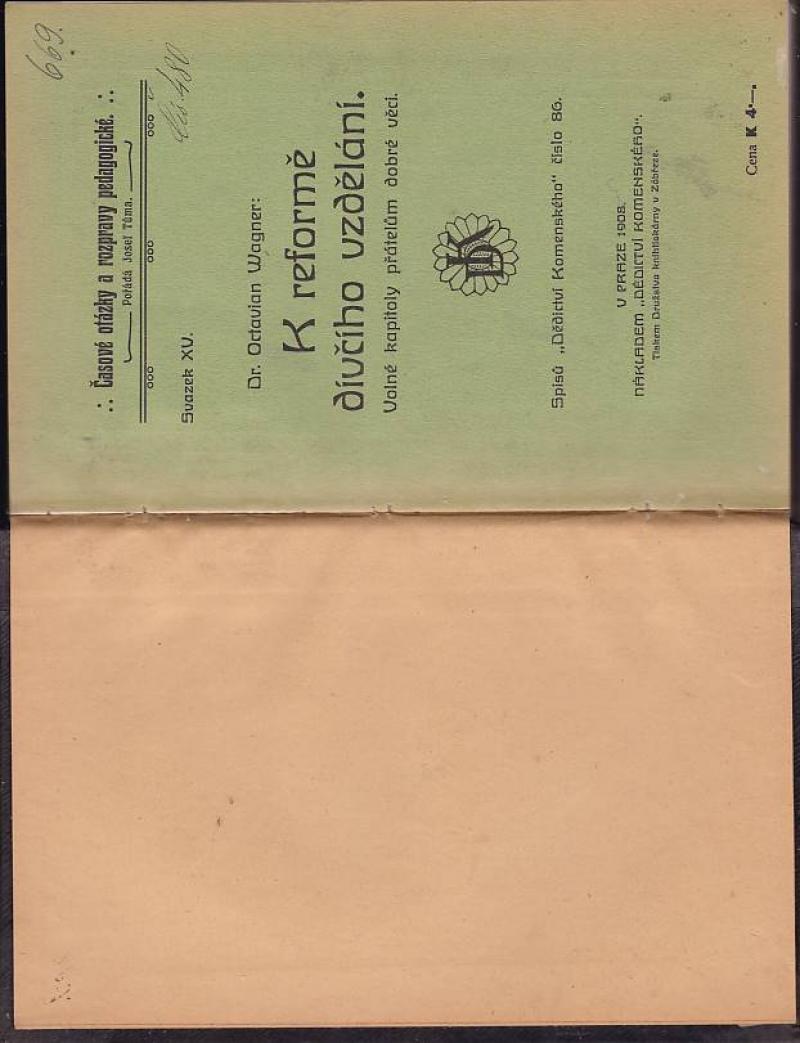 669.
∴ Časové otázky a rozpravy pedagogické. ∴
Pořádá Josef Tůma.
Svazek XV.
Čís. 480
Dr. Octavian Wagner:
K reformě
dívčího vzdělání.
Volné kapitoly přátelům dobré věci.
DK
Spisů „Dědictví Komenského“ číslo 86.
V PRAZE 1908.
NÁKLADEM „DĚDICTVÍ KOMENSKÉHO“.
Tiskem Družstva knihtiskárny v Zábřeze.
Cena K 4·—.